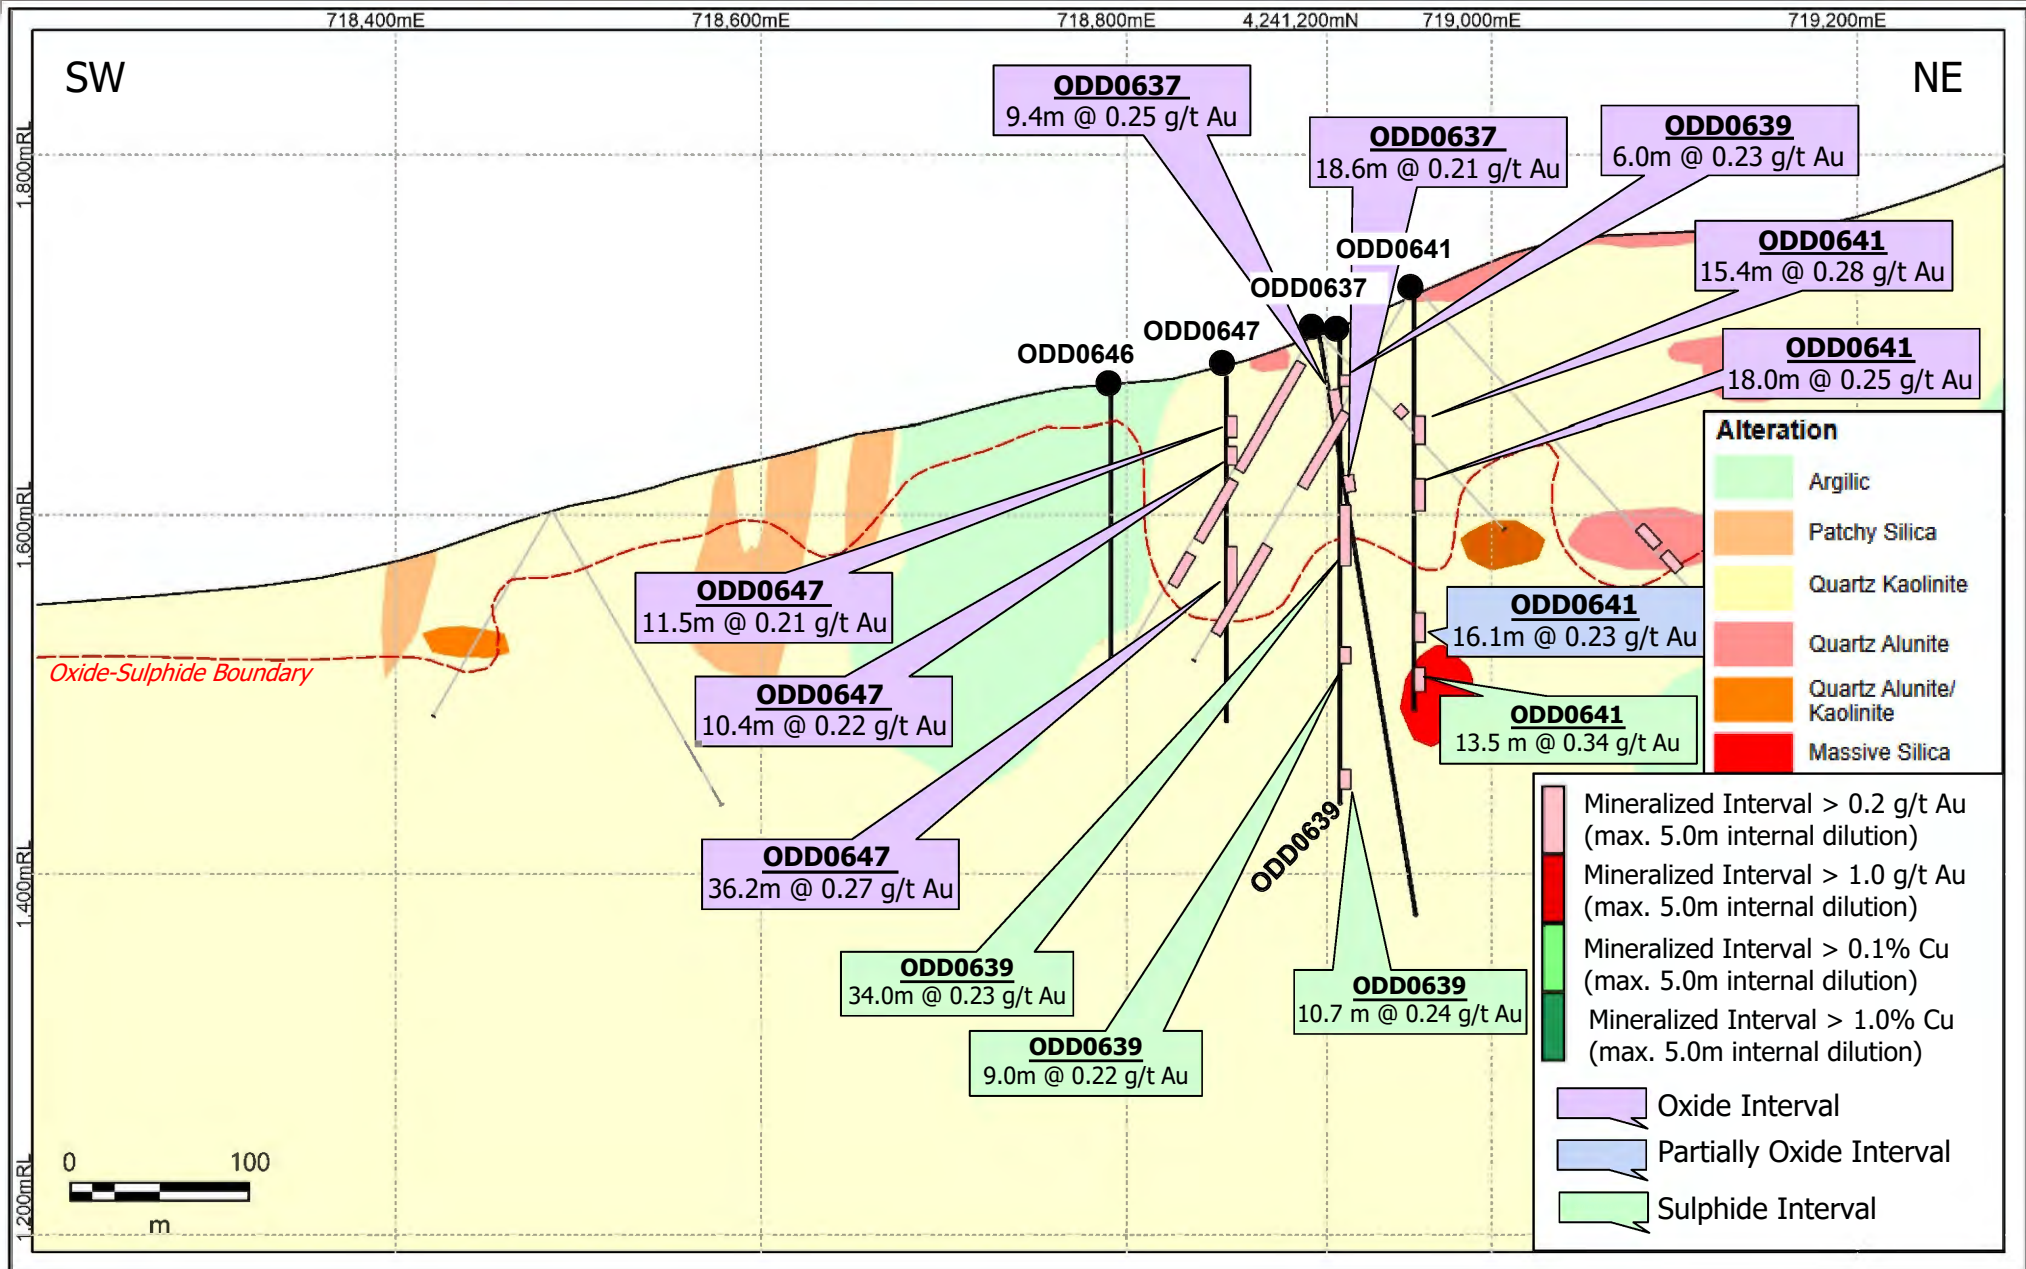 718,400mE
718,600mE
718,800mE
4,241,200mN
719,000mE
719,200mE
SW
NE
1,800mRL
1,600mRL
1,400mRL
1,200mRL
ODD0637
9.4m @ 0.25 g/t Au
ODD0637
18.6m @ 0.21 g/t Au
ODD0639
6.0m @ 0.23 g/t Au
ODD0641
15.4m @ 0.28 g/t Au
ODD0641
18.0m @ 0.25 g/t Au
ODD0641
ODD0637
ODD0647
ODD0646
ODD0647
11.5m @ 0.21 g/t Au
ODD0641
16.1m @ 0.23 g/t Au
Oxide-Sulphide Boundary
ODD0647
10.4m @ 0.22 g/t Au
ODD0641
13.5 m @ 0.34 g/t Au
ODD0647
36.2m @ 0.27 g/t Au
ODD0639
ODD0639
34.0m @ 0.23 g/t Au
ODD0639
10.7 m @ 0.24 g/t Au
ODD0639
9.0m @ 0.22 g/t Au
Alteration
Argilic
Patchy Silica
Quartz Kaolinite
Quartz Alunite
Quartz Alunite/
Kaolinite
Massive Silica
Mineralized Interval > 0.2 g/t Au
(max. 5.0m internal dilution)
Mineralized Interval > 1.0 g/t Au
(max. 5.0m internal dilution)
Mineralized Interval > 0.1% Cu
(max. 5.0m internal dilution)
Mineralized Interval > 1.0% Cu
(max. 5.0m internal dilution)
Oxide Interval
Partially Oxide Interval
Sulphide Interval
0 100
m